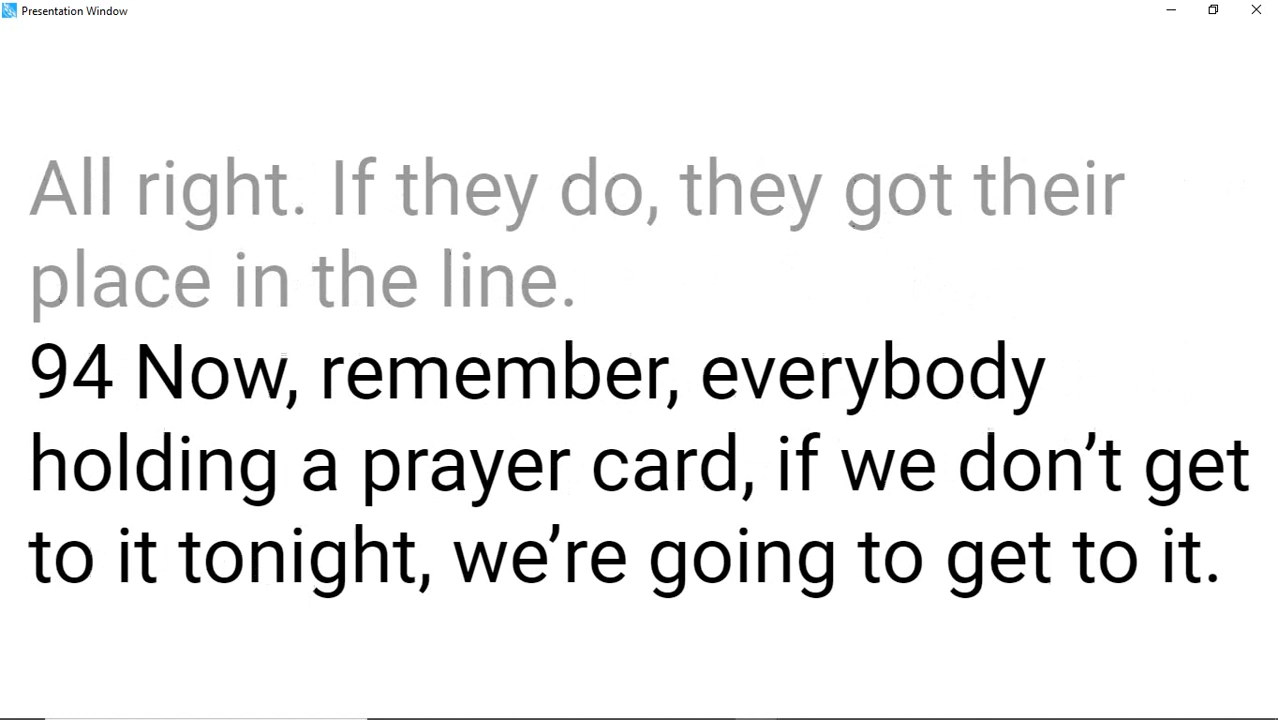 Presentation Window
All right. If they do, they got their
place in the line.
94 Now, remember, everybody
holding a prayer card, if we don’t get
to it tonight, we’re going to get to it.